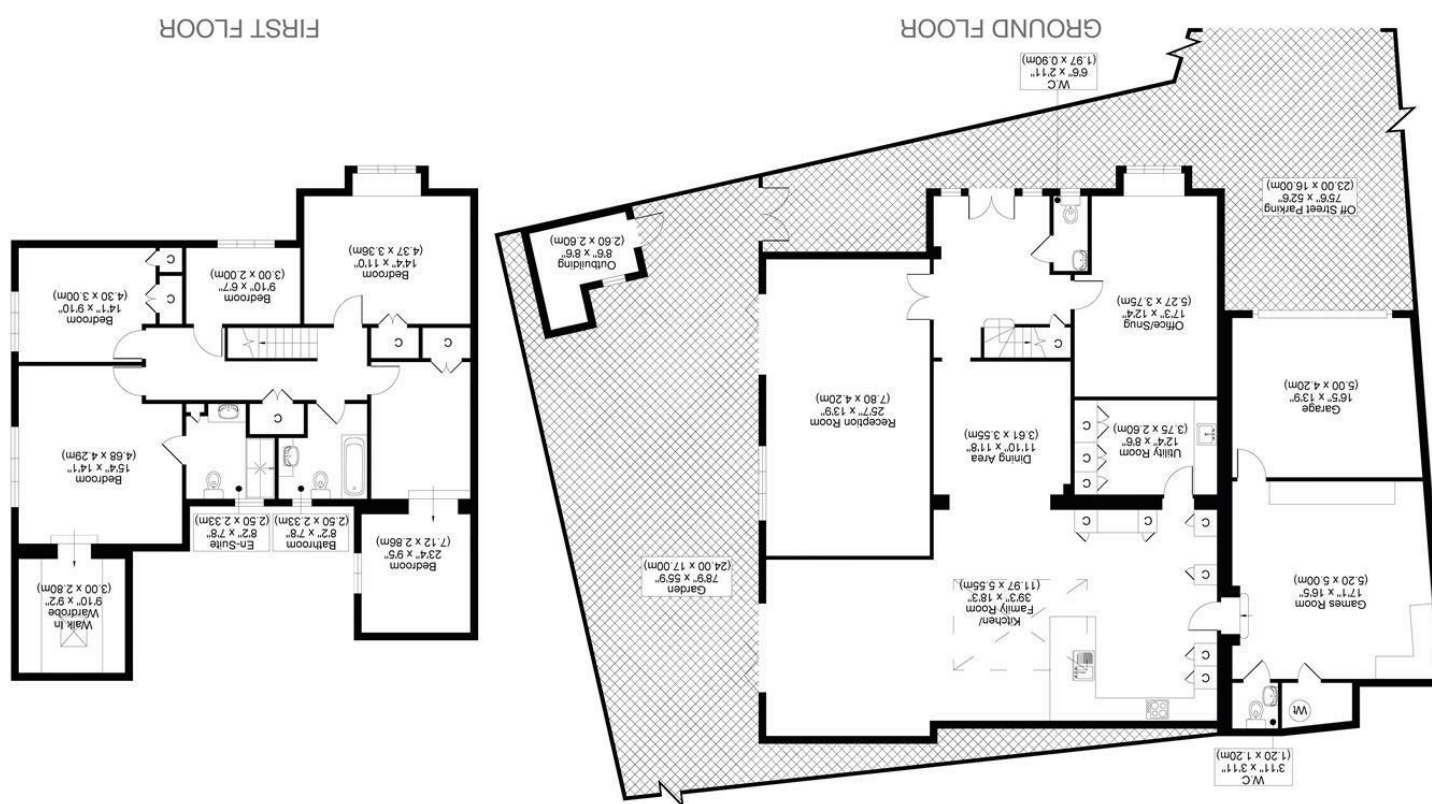 W.C
3'11" x 3'11"
(1.20 x 1.20m)
Wt
C
C
C
C
C
C
Games Room
17'1" x 16'5"
(5.20 x 5.00m)
Kitchen/
Family Room
39'3" x 18'3"
(11.97 x 5.55m)
Garden
78'9" x 55'9"
(24.00 x 17.00m)
Garage
16'5" x 13'9"
(5.00 x 4.20m)
Utility Room
12'4" x 8'6"
(3.75 x 2.60m)
C
C
C
Dining Area
11'10" x 11'8"
(3.61 x 3.55m)
Reception Room
25'7" x 13'9"
(7.80 x 4.20m)
C
Office/Snug
17'3" x 12'4"
(5.27 x 3.75m)
Outbuilding
8'6" x 8'6"
(2.60 x 2.60m)
Off Street Parking
75'6" x 52'6"
(23.00 x 16.00m)
W.C
6'6" x 2'11"
(1.97 x 0.90m)
GROUND FLOOR
Walk In
Wardrobe
9'10" x 9'2"
(3.00 x 2.80m)
Bedroom
23'4" x 9'5"
(7.12 x 2.86m)
Bathroom
8'2" x 7'8"
(2.50 x 2.33m)
En-Suite
8'2" x 7'8"
(2.50 x 2.33m)
Bedroom
15'4" x 14'1"
(4.68 x 4.29m)
C
C
C
Bedroom
14'4" x 11'0"
(4.37 x 3.36m)
Bedroom
9'10" x 6'7"
(3.00 x 2.00m)
C
C
Bedroom
14'1" x 9'10"
(4.30 x 3.00m)
FIRST FLOOR